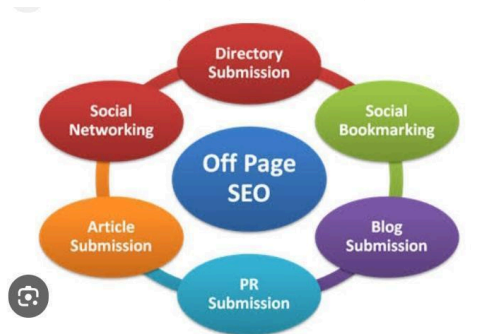 Directory
Submission
Social
Networking
Social
Bookmarking
Off Page
SEO
Article
Submission
Blog
Submission
PR
Submission